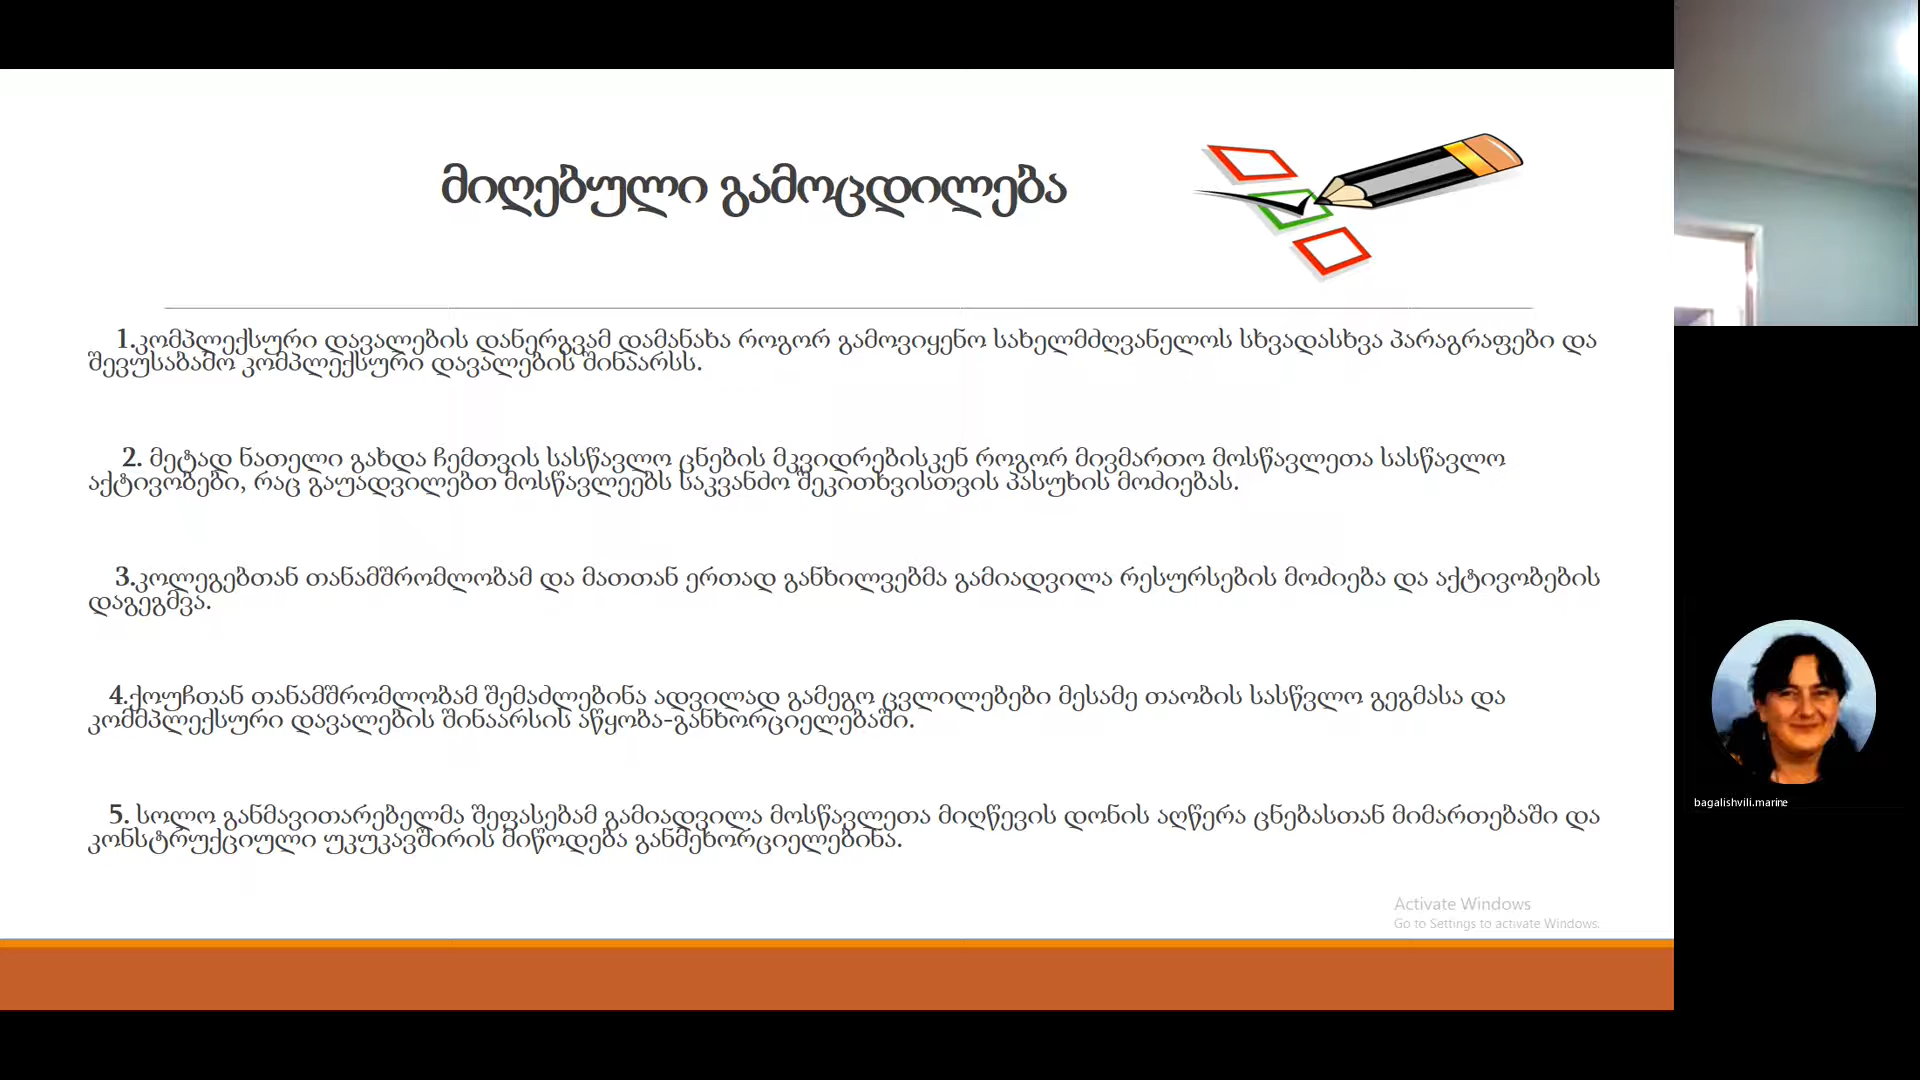 მიღებული გამოცდილება
1.კომპლექსური დავალების დანერგვამ დამანახა როგორ გამოვიყენო სახელმძღვანელოს სხვადასხვა პარაგრაფები და
შევუსაბამო კომპლექსური დავალების შინაარსს.
2. მეტად ნათელი გახდა ჩემთვის სასწავლო ცნების მკვიდრებისკენ როგორ მივმართო მოსწავლეთა სასწავლო
აქტივობები, რაც გაუადვილებთ მოსწავლეებს საკვანძო შეკითხვისთვის პასუხის მოძიებას.
3.კოლეგებთან თანამშრომლობამ და მათთან ერთად განხილვებმა გამიადვილა რესურსების მოძიება და აქტივობების
დაგეგმვა.
4.ქოუჩთან თანამშრომლობამ შემაძლებინა ადვილად გამეგო ცვლილებები მესამე თაობის სასწვლო გეგმასა და
კომმპლექსური დავალების შინაარსის აწყობა-განხორციელებაში.
5. სოლო განმავითარებელმა შეფასებამ გამიადვილა მოსწავლეთა მიღწევის დონის აღწერა ცნებასთან მიმართებაში და
კონსტრუქციული უკუკავშირის მიწოდება განმეხორციელებინა.
Activate Windows
Go to Settings to activate Windows.
bagalishvili.marine